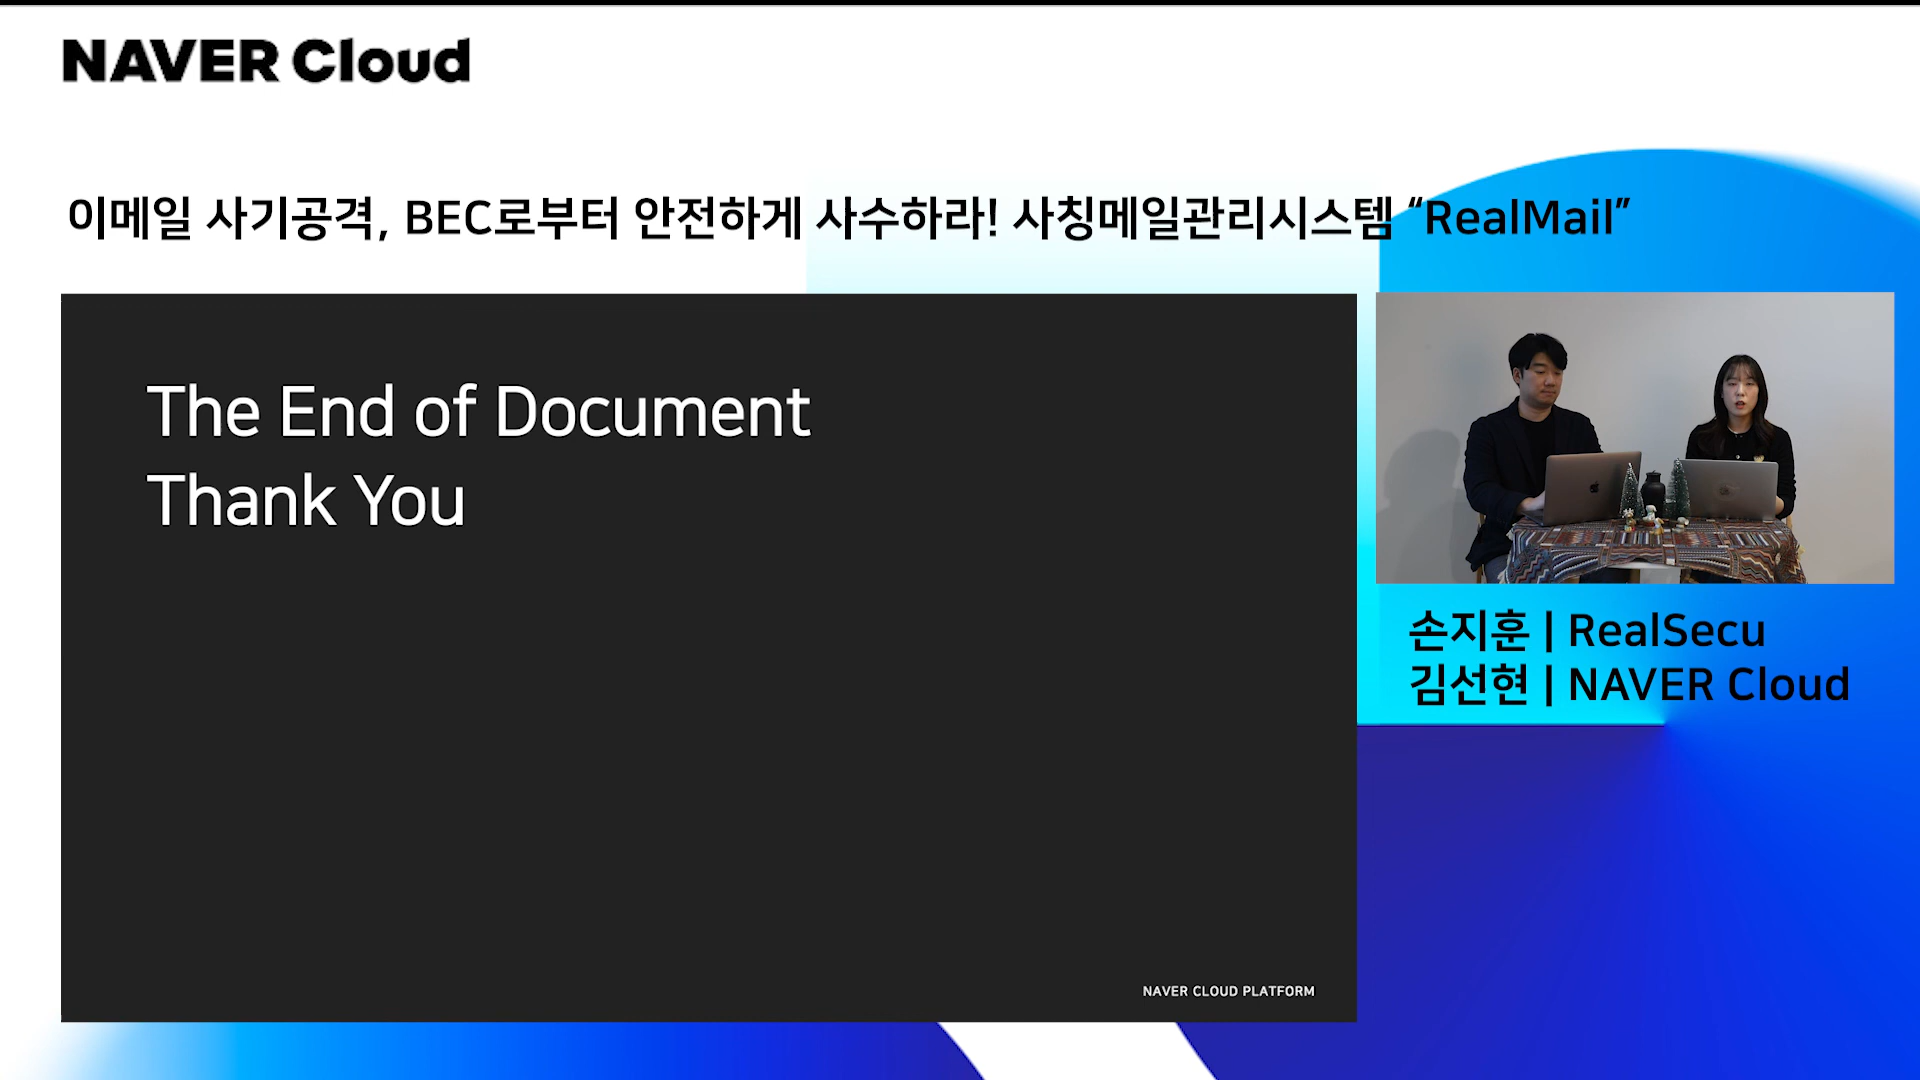 NAVER Cloud
이메일 사기공격, BEC로부터 안전하게 사수하라! 사칭메일관리시스템 “RealMail”
The End of Document
Thank You
손지훈 | RealSecu
김선현 | NAVER Cloud
NAVER CLOUD PLATFORM